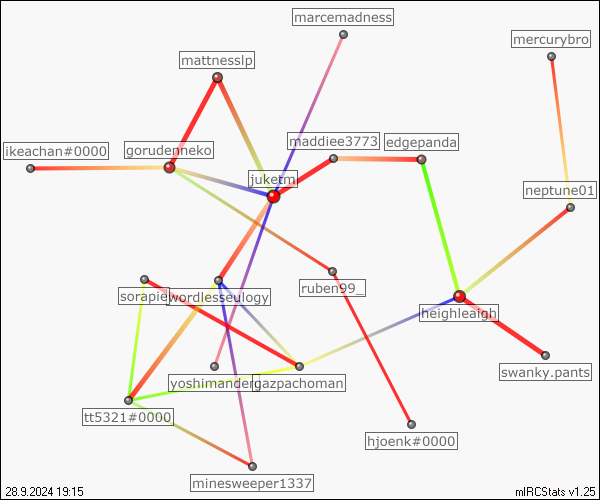 marcemadness
mercurybro
mattnesslp
maddiee3773
edgepanda
ikeachan#0000
gorudenneko
juketm
neptune01
ruben99_
sorapie
wordlesseulogy
heighleaigh
swanky.pants
yoshimander
gazpachoman
tt5321#0000
hjoenk#0000
minesweeper1337
28.9.2024 19:15
mIRCStats v1.25